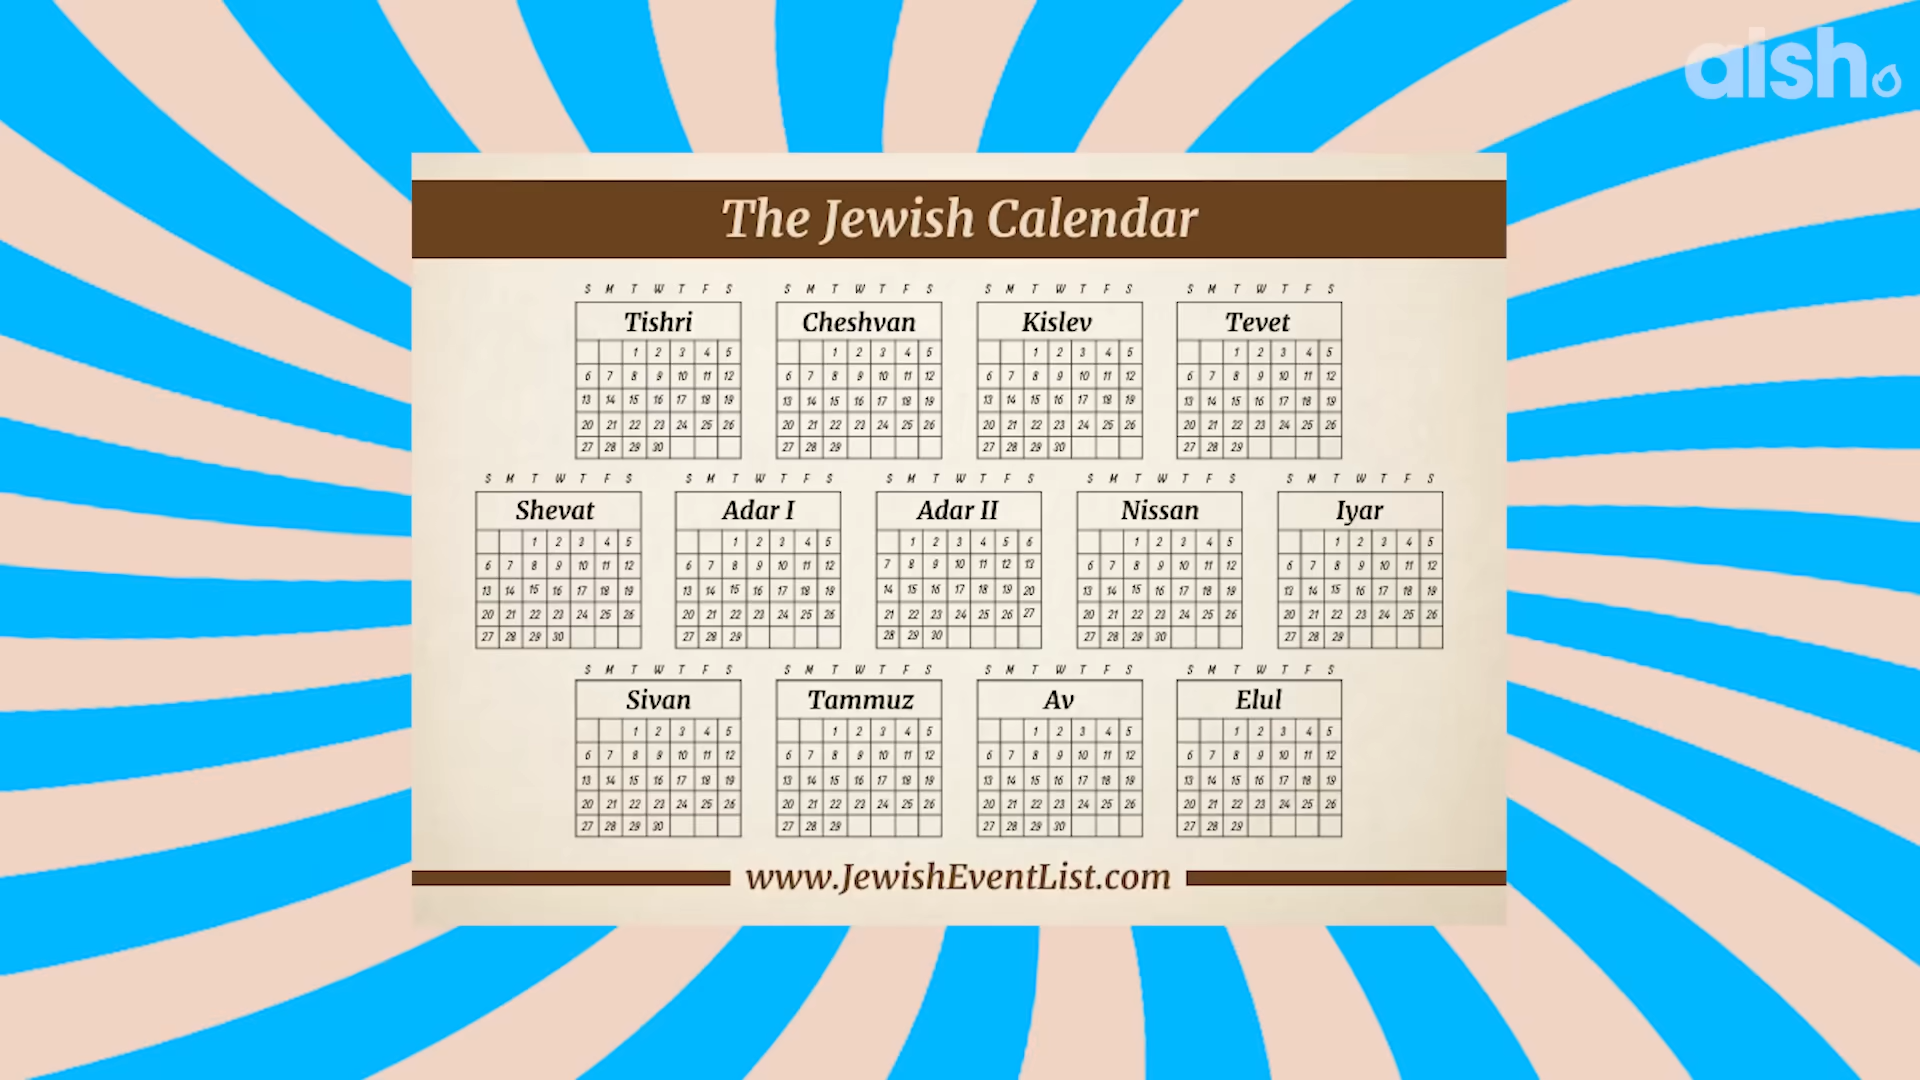 aish
The Jewish Calendar
S M T W T F S S M T W T F S S M T W T F S S M T W T F S
Tishri Cheshvan Kislev Tevet
1 2 3 4 5 1 2 3 4 5 1 2 3 4 5 1 2 3 4 5
6 7 8 9 10 11 12 6 7 8 9 10 11 12 6 7 8 9 10 11 12 6 7 8 9 10 11 12
13 14 15 16 17 18 19 13 14 15 16 17 18 19 13 14 15 16 17 18 19 13 14 15 16 17 18 19
20 21 22 23 24 25 26 20 21 22 23 24 25 26 20 21 22 23 24 25 26 20 21 22 23 24 25 26
27 28 29 30 27 28 29 27 28 29 30 27 28 29
S M T W T F S S M T W T F S S M T W T F S S M T W T F S S M T W T F S
Shevat Adar I Adar II Nissan Iyar
1 2 3 4 5 1 2 3 4 5 1 2 3 4 5 6 1 2 3 4 5 1 2 3 4 5
6 7 8 9 10 11 12 6 7 8 9 10 11 12 7 8 9 10 11 12 13 6 7 8 9 10 11 12 6 7 8 9 10 11 12
13 14 15 16 17 18 19 13 14 15 16 17 18 19 14 15 16 17 18 19 20 13 14 15 16 17 18 19 13 14 15 16 17 18 19
20 21 22 23 24 25 26 20 21 22 23 24 25 26 21 22 23 24 25 26 27 20 21 22 23 24 25 26 20 21 22 23 24 25 26
27 28 29 30 27 28 29 28 29 30 27 28 29 30 27 28 29
S M T W T F S S M T W T F S S M T W T F S S M T W T F S
Sivan Tammuz Av Elul
1 2 3 4 5 1 2 3 4 5 1 2 3 4 5 1 2 3 4 5
6 7 8 9 10 11 12 6 7 8 9 10 11 12 6 7 8 9 10 11 12 6 7 8 9 10 11 12
13 14 15 16 17 18 19 13 14 15 16 17 18 19 13 14 15 16 17 18 19 13 14 15 16 17 18 19
20 21 22 23 24 25 26 20 21 22 23 24 25 26 20 21 22 23 24 25 26 20 21 22 23 24 25 26
27 28 29 30 27 28 29 27 28 29 30 27 28 29
www.JewishEventList.com